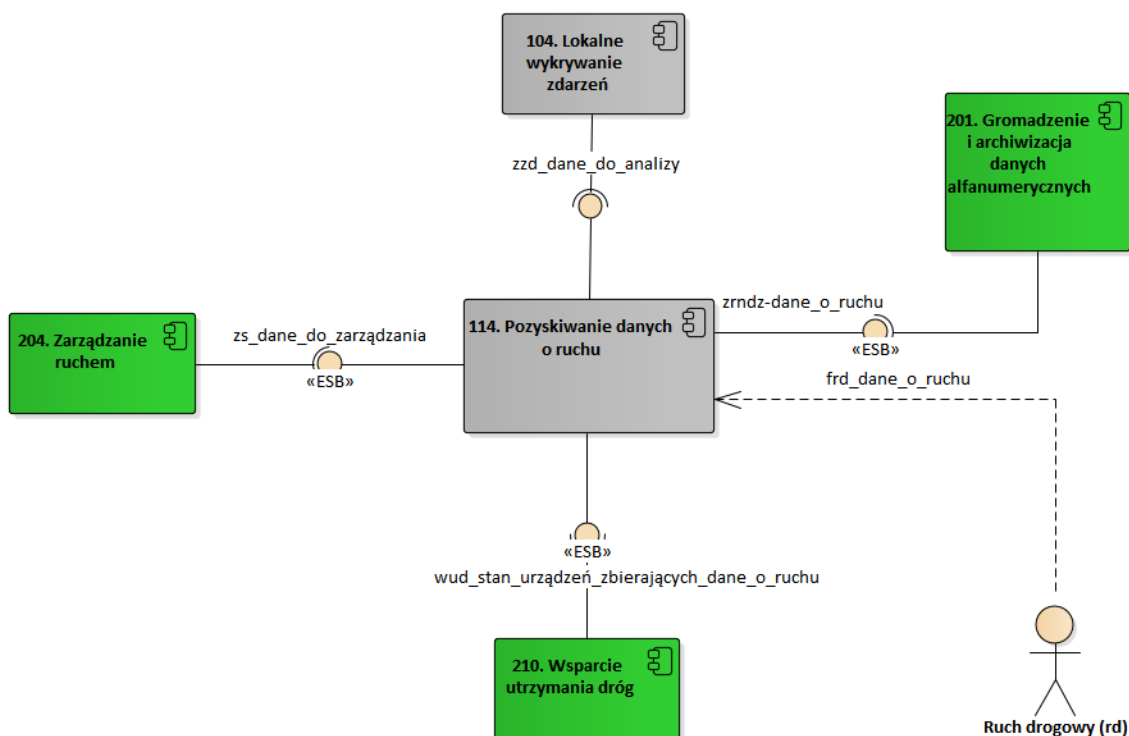 104. Lokalne
wykrywanie
zdarzeń
201. Gromadzenie
i archiwizacja
danych
alfanumerycznych
zzd_dane_do_analizy
204. Zarządzanie
ruchem
zs_dane_do_zarządzania
«ESB»
114. Pozyskiwanie danych
o ruchu
zrndz-dane_o_ruchu
«ESB»
frd_dane_o_ruchu
«ESB»
wud_stan_urządzeń_zbierających_dane_o_ruchu
210. Wsparcie
utrzymania dróg
Ruch drogowy (rd)